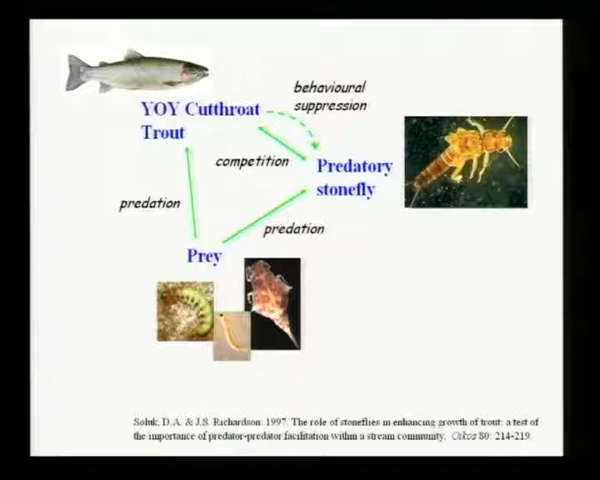 behavioural
suppression
YOY Cutthroat
Trout
competition
Predatory
stonefly
predation
predation
Prey
Soluk, D.A. & J.S. Richardson. 1997. The role of stoneflies in enhancing growth of trout: a test of
the importance of predator-predator facilitation within a stream community. Oikos 80: 214-219.